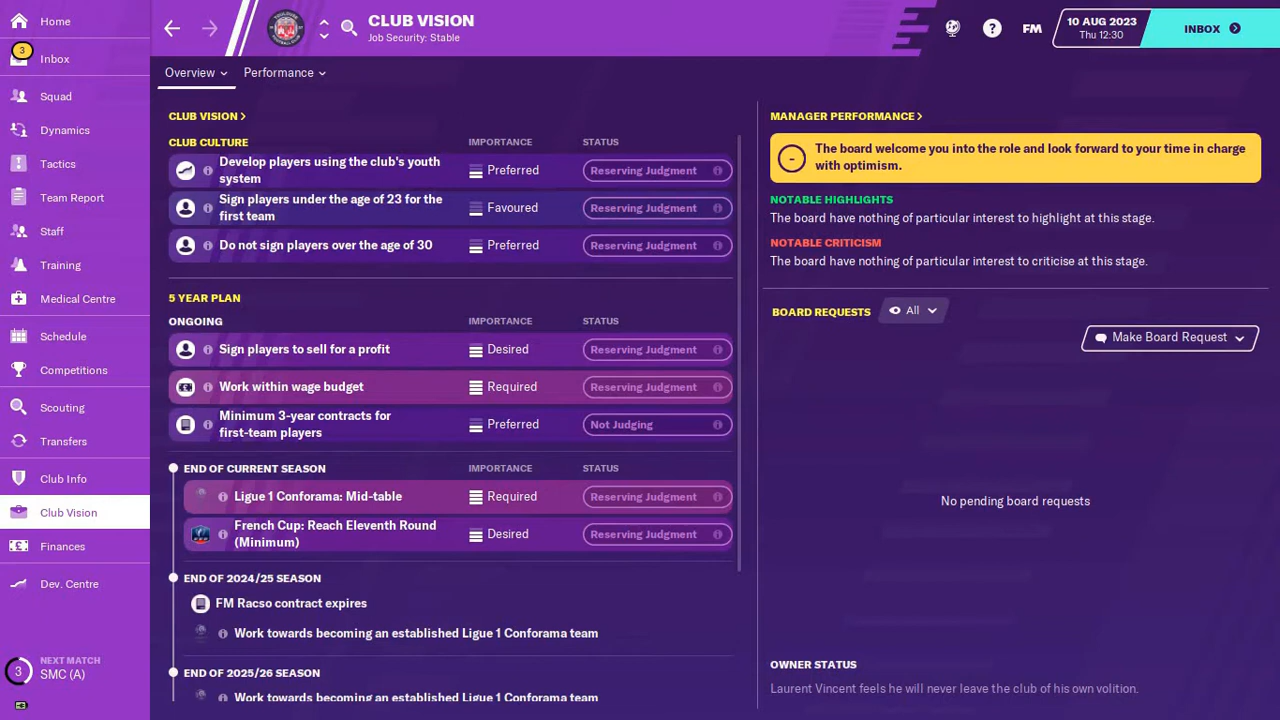 Home
3
Inbox
Squad
Dynamics
Tactics
Team Report
Staff
Training
Medical Centre
Schedule
Competitions
Scouting
Transfers
Club Info
Club Vision
Finances
Dev. Centre
3
NEXT MATCH
SMC (A)
CLUB VISION
Job Security: Stable
?
FM
10 AUG 2023
Thu 12:30
INBOX
Overview
Performance
CLUB VISION
CLUB CULTURE IMPORTANCE STATUS
Develop players using the club's youth
system
Preferred
Reserving Judgment
Sign players under the age of 23 for the
first team
Favoured
Reserving Judgment
Do not sign players over the age of 30
Preferred
Reserving Judgment
5 YEAR PLAN
ONGOING IMPORTANCE STATUS
Sign players to sell for a profit
Desired
Reserving Judgment
Work within wage budget
Required
Reserving Judgment
Minimum 3-year contracts for
first-team players
Preferred
Not Judging
END OF CURRENT SEASON IMPORTANCE STATUS
Ligue 1 Conforama: Mid-table
Required
Reserving Judgment
French Cup: Reach Eleventh Round
(Minimum)
Desired
Reserving Judgment
END OF 2024/25 SEASON
FM Racso contract expires
Work towards becoming an established Ligue 1 Conforama team
END OF 2025/26 SEASON
Work towards becoming an established Ligue 1 Conforama team
MANAGER PERFORMANCE
-
The board welcome you into the role and look forward to your time in charge
with optimism.
NOTABLE HIGHLIGHTS
The board have nothing of particular interest to highlight at this stage.
NOTABLE CRITICISM
The board have nothing of particular interest to criticise at this stage.
BOARD REQUESTS
All
Make Board Request
No pending board requests
OWNER STATUS
Laurent Vincent feels he will never leave the club of his own volition.